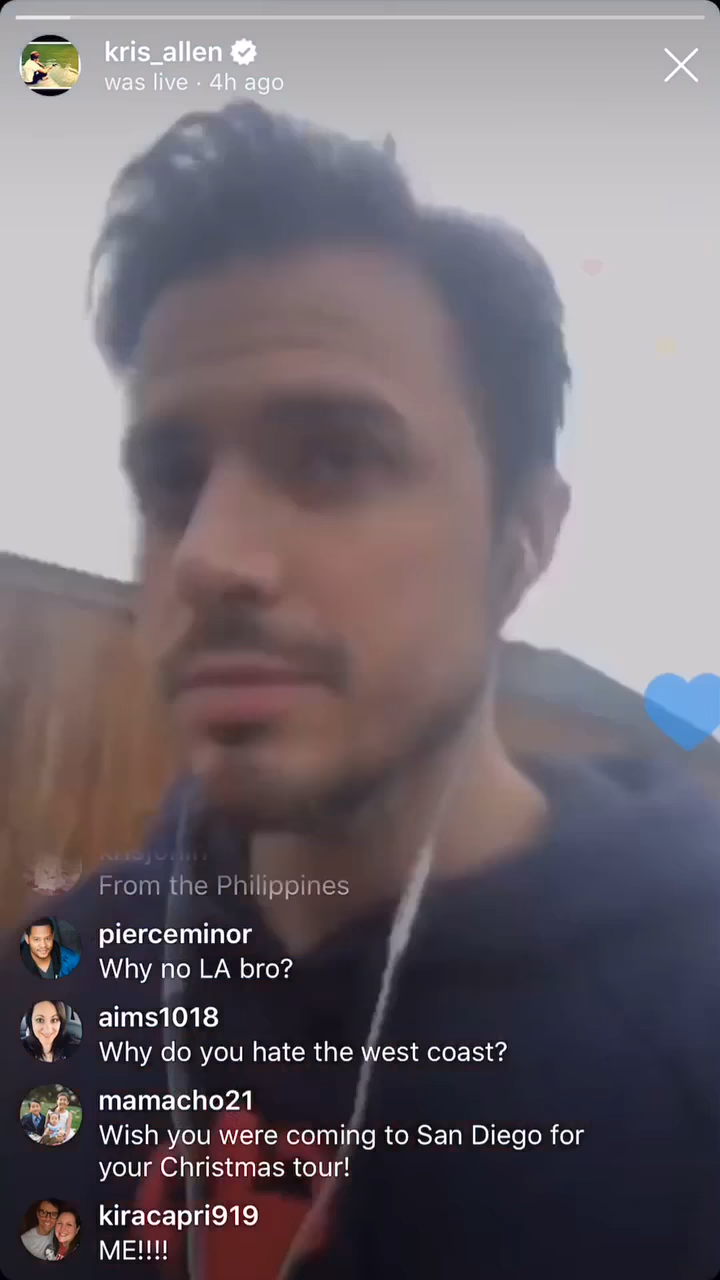 kris_allen
was live · 4h ago
From the Philippines
pierceminor
Why no LA bro?
aims1018
Why do you hate the west coast?
mamacho21
Wish you were coming to San Diego for
your Christmas tour!
kiracapri919
ME!!!!